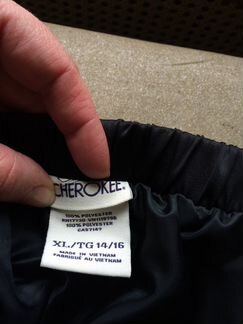 CHEROKEE
100% POLYESTER
100% POLYESTER
XL/TG 14/16
MADE IN VIETNAM
FABRIQUÉ AU VIETNAM